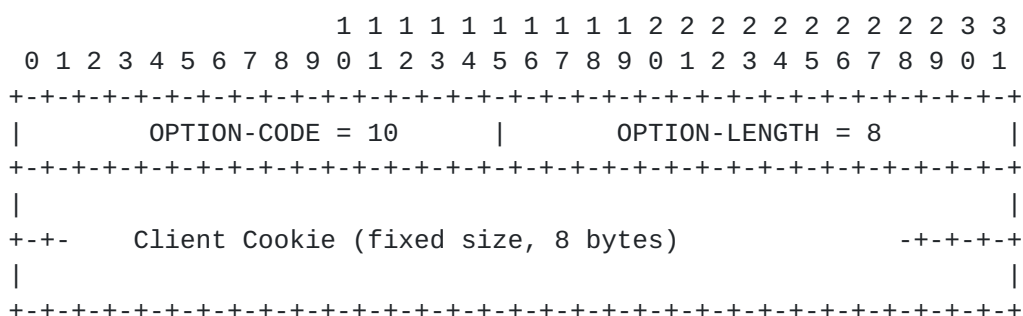 1 1 1 1 1 1 1 1 1 1 2 2 2 2 2 2 2 2 2 2 3 3
 0 1 2 3 4 5 6 7 8 9 0 1 2 3 4 5 6 7 8 9 0 1 2 3 4 5 6 7 8 9 0 1
+-+-+-+-+-+-+-+-+-+-+-+-+-+-+-+-+-+-+-+-+-+-+-+-+-+-+-+-+-+-+-+-+
|        OPTION-CODE = 10      |       OPTION-LENGTH = 8        |
+-+-+-+-+-+-+-+-+-+-+-+-+-+-+-+-+-+-+-+-+-+-+-+-+-+-+-+-+-+-+-+-+
|                                                               |
+-+-    Client Cookie (fixed size, 8 bytes)              -+-+-+-+
|                                                               |
+-+-+-+-+-+-+-+-+-+-+-+-+-+-+-+-+-+-+-+-+-+-+-+-+-+-+-+-+-+-+-+-+